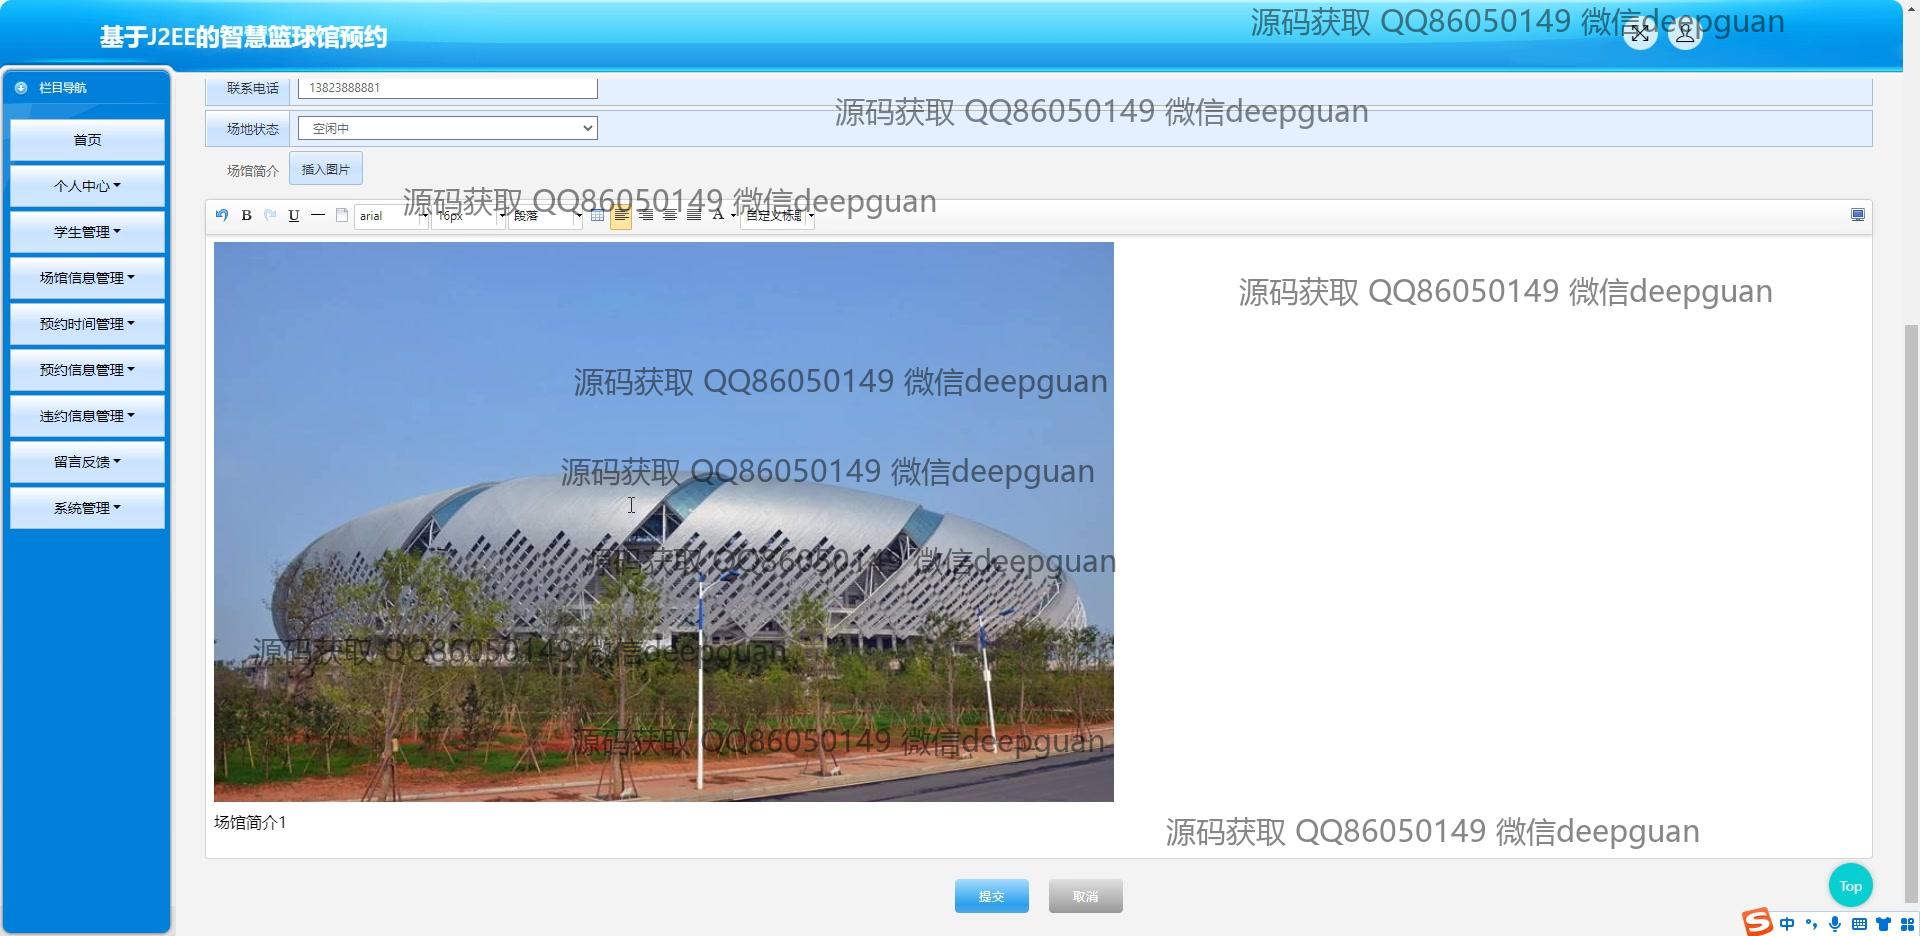 基于J2EE的智慧篮球馆预约
源码获取 QQ86050149 微信deepguan
栏目导航
首页
个人中心
学生管理
场馆信息管理
预约时间管理
预约信息管理
违约信息管理
留言反馈
系统管理
联系电话 13823888881
源码获取 QQ86050149 微信deepguan
场地状态 空闲中
场馆简介 插入图片
源码获取 QQ86050149 微信deepguan
B U arial 16px 段落 A 自定义标题
源码获取 QQ86050149 微信deepguan
源码获取 QQ86050149 微信deepguan
源码获取 QQ86050149 微信deepguan
源码获取 QQ86050149 微信deepguan
源码获取 QQ86050149 微信deepguan
源码获取 QQ86050149 微信deepguan
场馆简介1
源码获取 QQ86050149 微信deepguan
提交 取消
Top
S 中